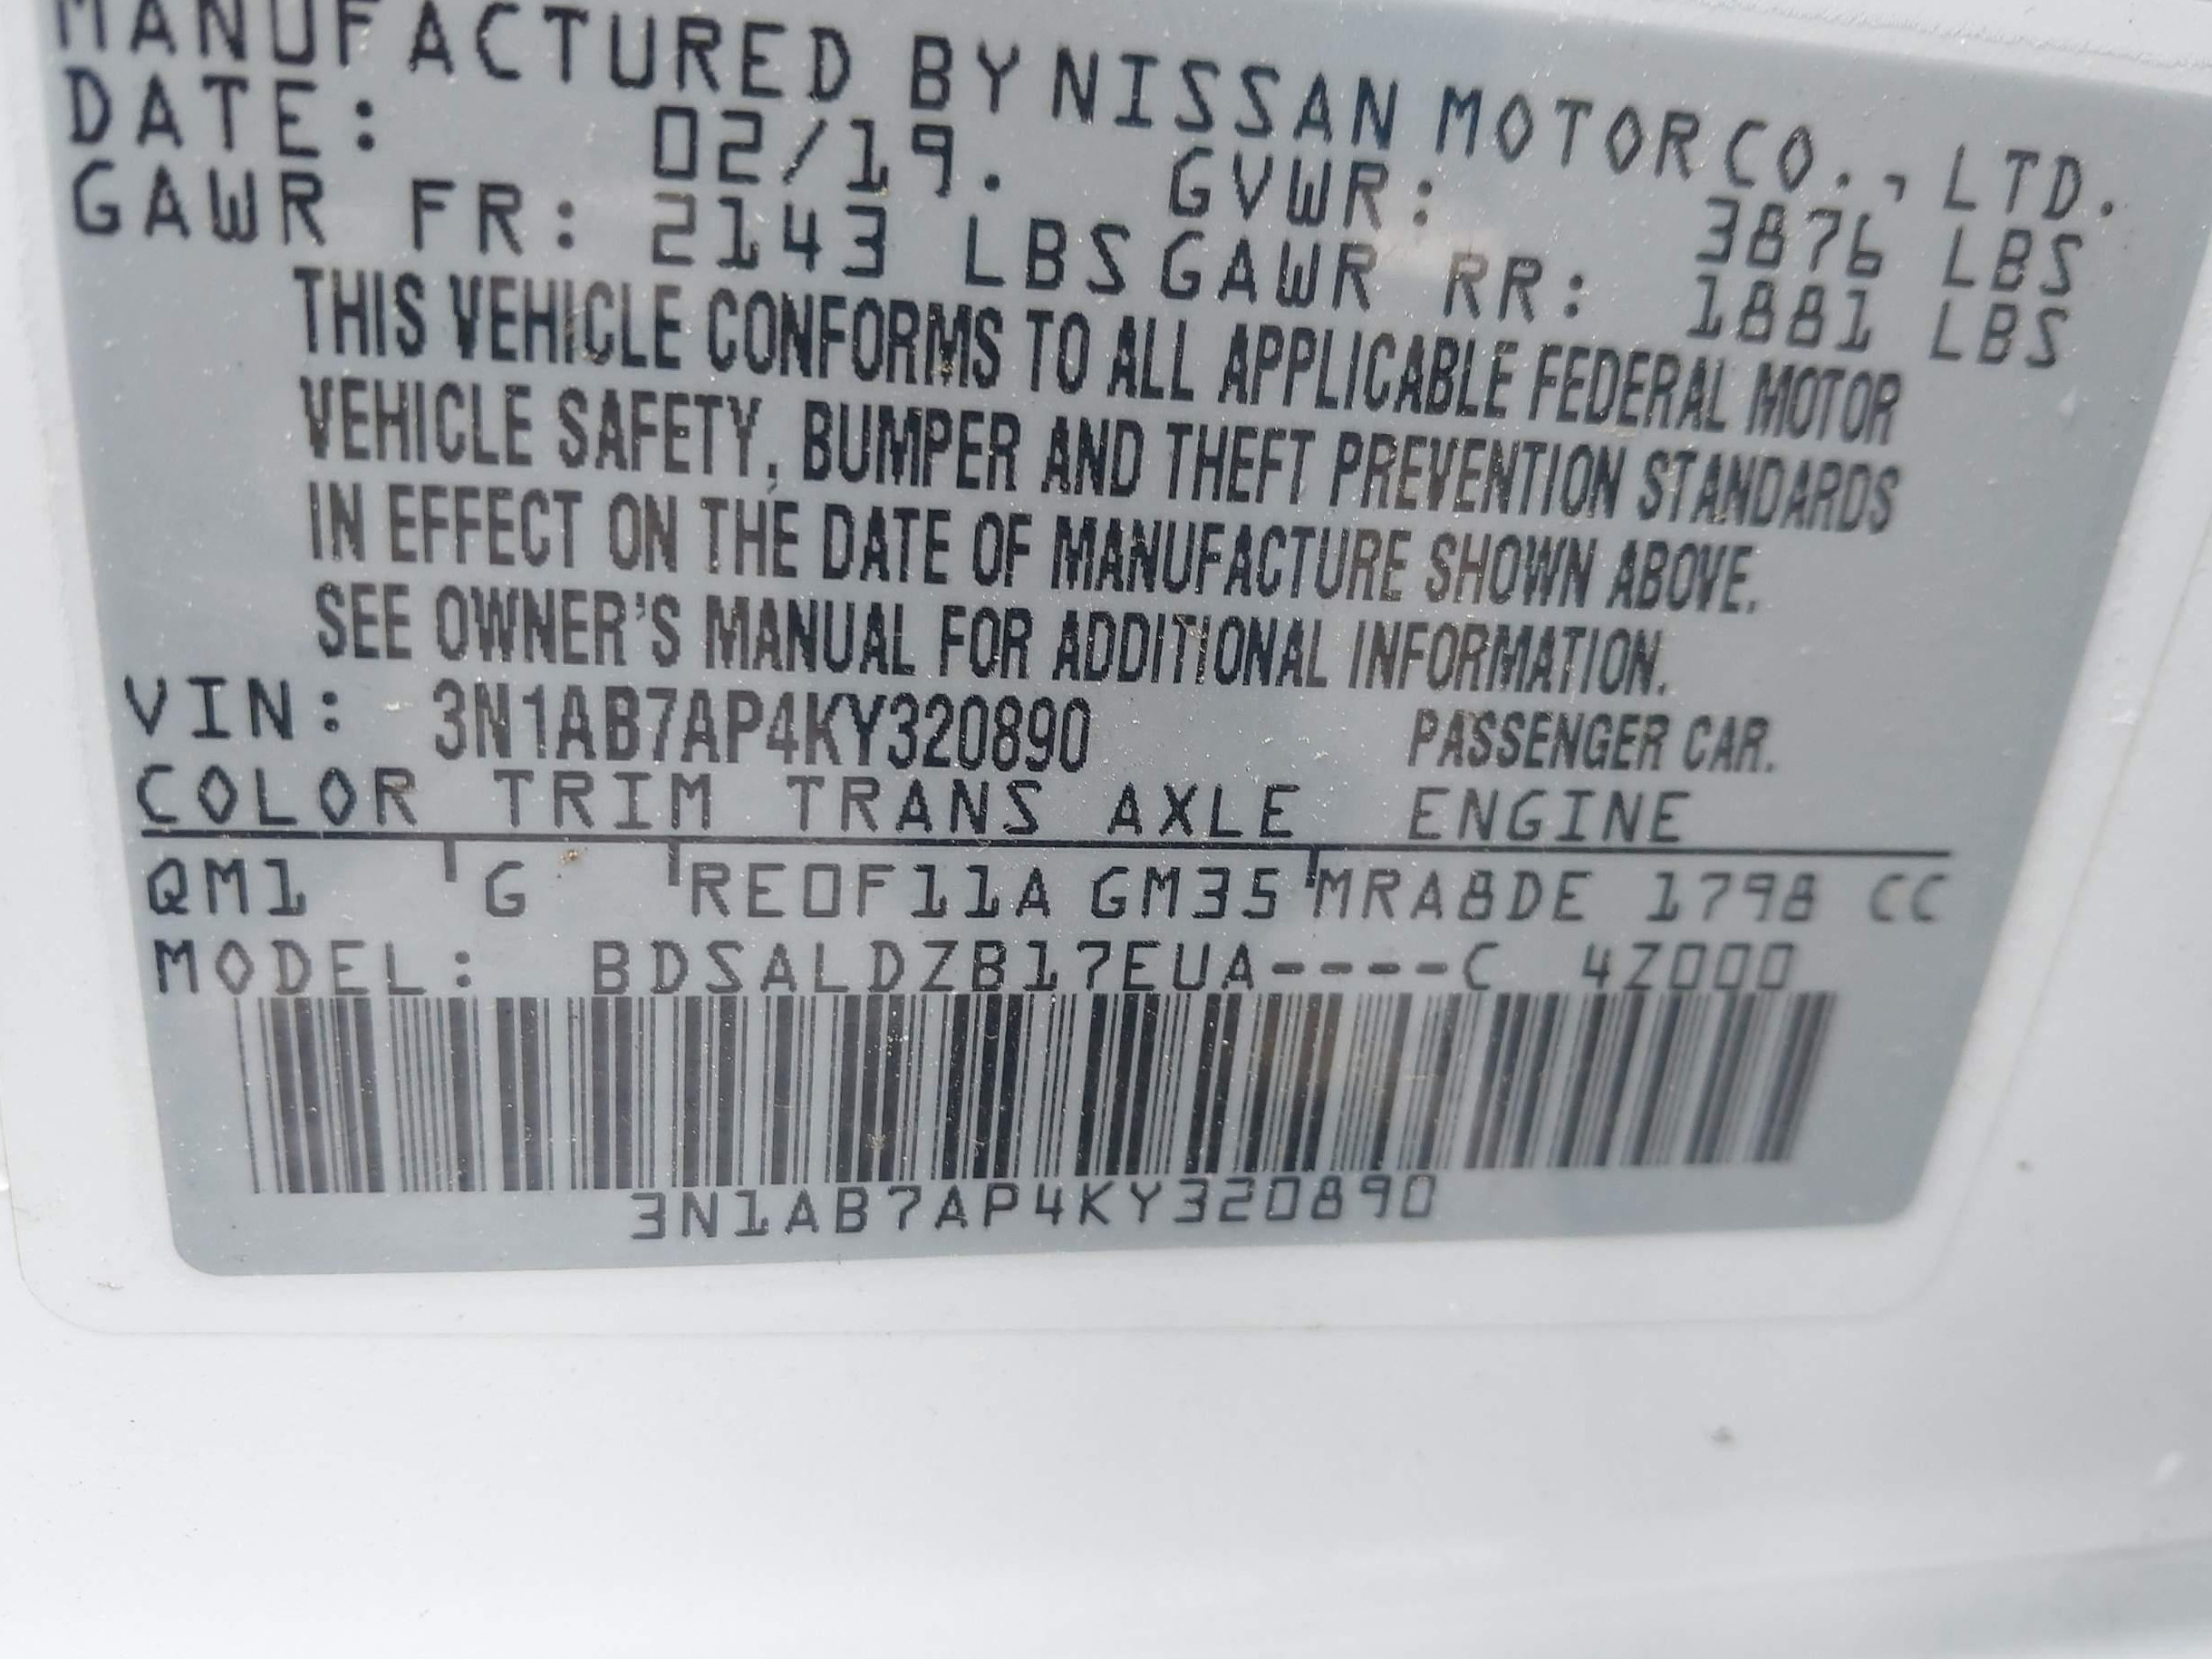 MANUFACTURED BY NISSAN MOTOR CO., LTD.
DATE: 02/19. GVWR: 3876 LBS
GAWR FR: 2143 LBS GAWR RR: 1881 LBS
THIS VEHICLE CONFORMS TO ALL APPLICABLE FEDERAL MOTOR
VEHICLE SAFETY, BUMPER AND THEFT PREVENTION STANDARDS
IN EFFECT ON THE DATE OF MANUFACTURE SHOWN ABOVE.
SEE OWNER'S MANUAL FOR ADDITIONAL INFORMATION.
VIN: 3N1AB7AP4KY320890 PASSENGER CAR.
COLOR TRIM TRANS AXLE ENGINE
QM1 G RE0F11A GM35 MRA8DE 1798 CC
MODEL: BDSALDZB17EUA----C 4Z000
3N1AB7AP4KY320890